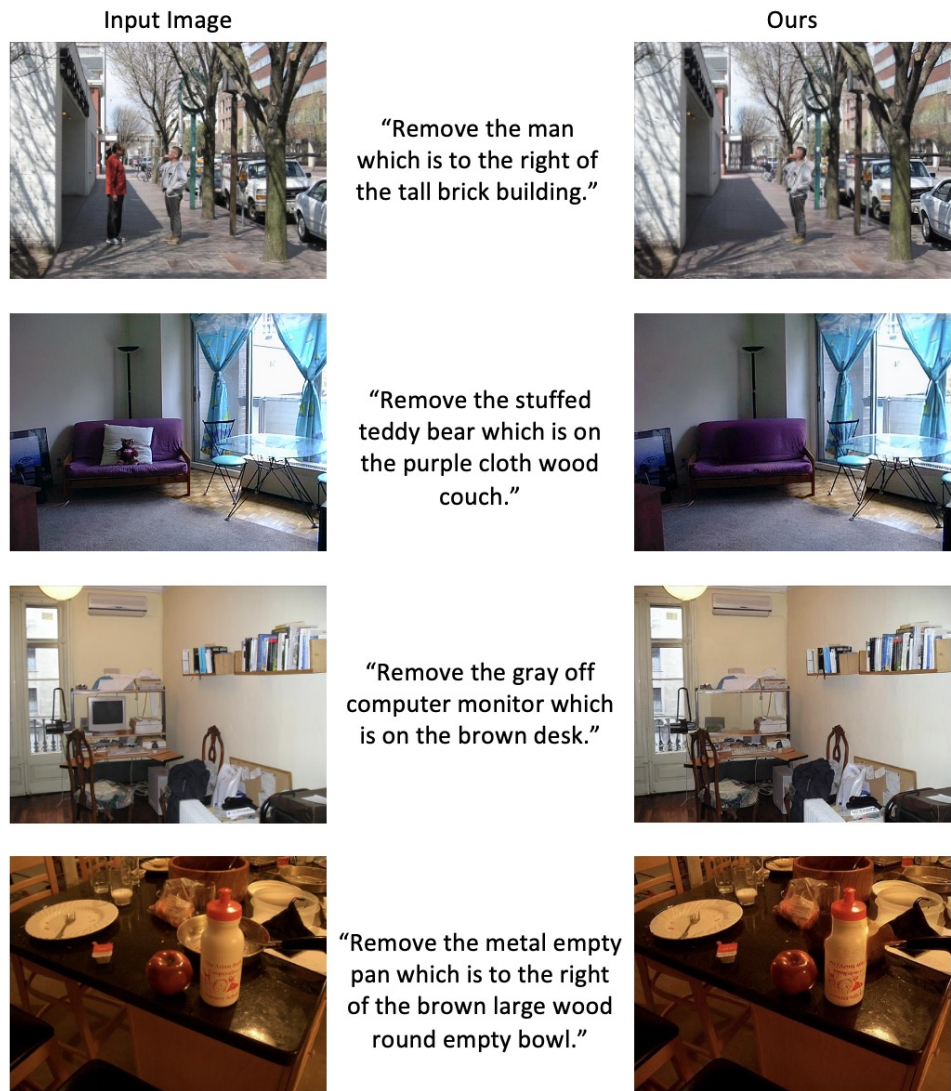 Input Image
Ours
“Remove the man
which is to the right of
the tall brick building.”
“Remove the stuffed
teddy bear which is on
the purple cloth wood
couch.”
“Remove the gray off
computer monitor which
is on the brown desk.”
“Remove the metal empty
pan which is to the right
of the brown large wood
round empty bowl.”